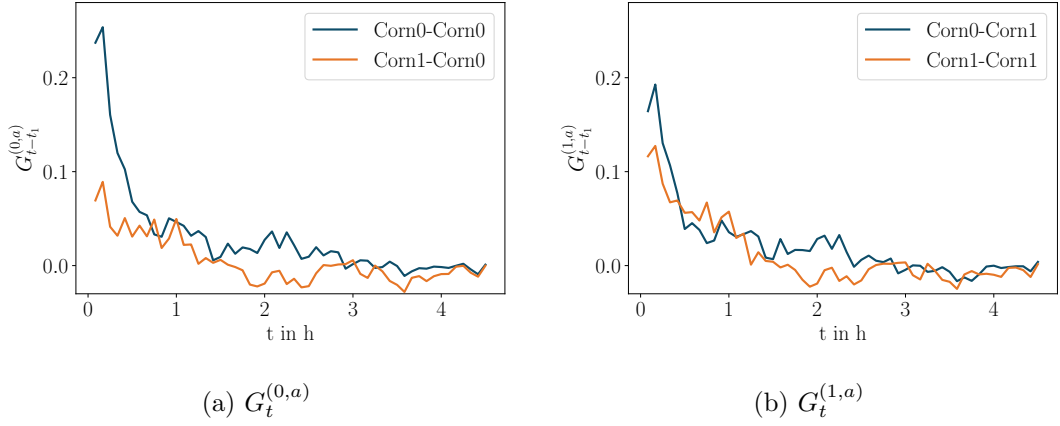 Corn0-Corn0
Corn1-Corn0
0.2
0.1
0.0
G_{t-t_1}^{(0,a)}
0 1 2 3 4
t in h
(a) G_t^{(0,a)}
Corn0-Corn1
Corn1-Corn1
0.2
0.1
0.0
G_{t-t_1}^{(1,a)}
0 1 2 3 4
t in h
(b) G_t^{(1,a)}